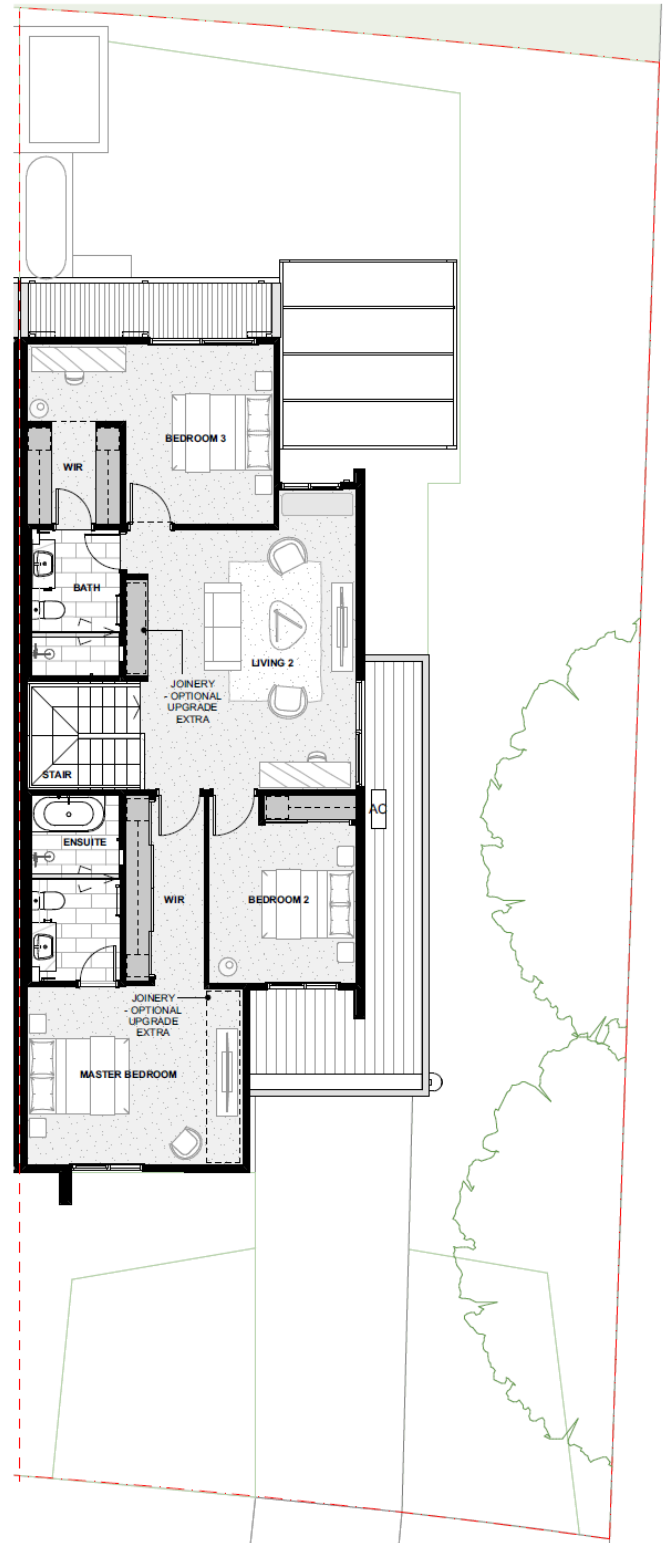 BEDROOM 3
WIR
BATH
LIVING 2
JOINERY
- OPTIONAL
UPGRADE
EXTRA
STAIR
AC
ENSUITE
WIR
BEDROOM 2
JOINERY
- OPTIONAL
UPGRADE
EXTRA
MASTER BEDROOM